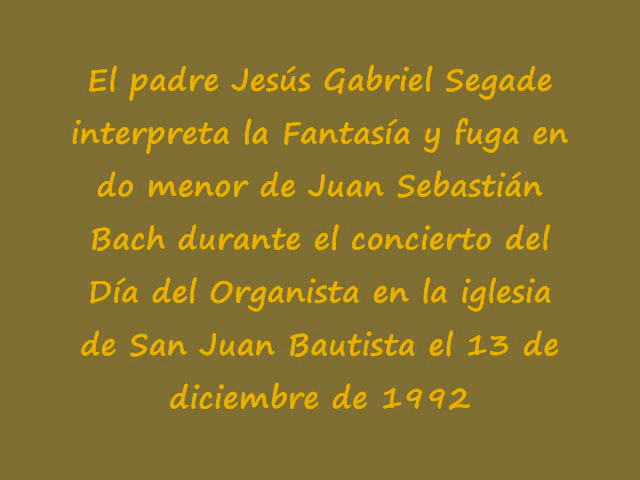 El padre Jesús Gabriel Segade
interpreta la Fantasía y fuga en
do menor de Juan Sebastián
Bach durante el concierto del
Día del Organista en la iglesia
de San Juan Bautista el 13 de
diciembre de 1992